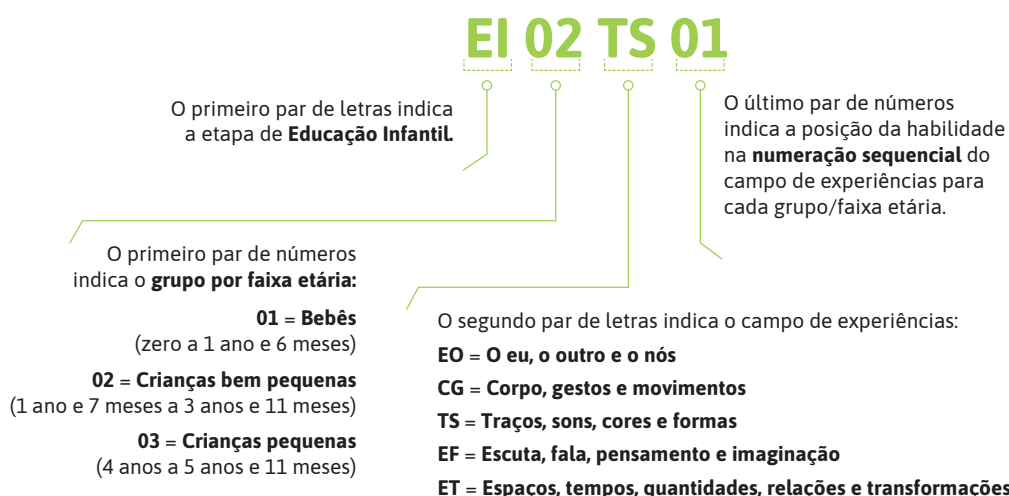 EI 02 TS 01
O primeiro par de letras indica
a etapa de Educação Infantil.
O último par de números
indica a posição da habilidade
na numeração sequencial do
campo de experiências para
cada grupo/faixa etária.
O primeiro par de números
indica o grupo por faixa etária:
01 = Bebês
(zero a 1 ano e 6 meses)
02 = Crianças bem pequenas
(1 ano e 7 meses a 3 anos e 11 meses)
03 = Crianças pequenas
(4 anos a 5 anos e 11 meses)
O segundo par de letras indica o campo de experiências:
EO = O eu, o outro e o nós
CG = Corpo, gestos e movimentos
TS = Traços, sons, cores e formas
EF = Escuta, fala, pensamento e imaginação
ET = Espaços, tempos, quantidades, relações e transformações